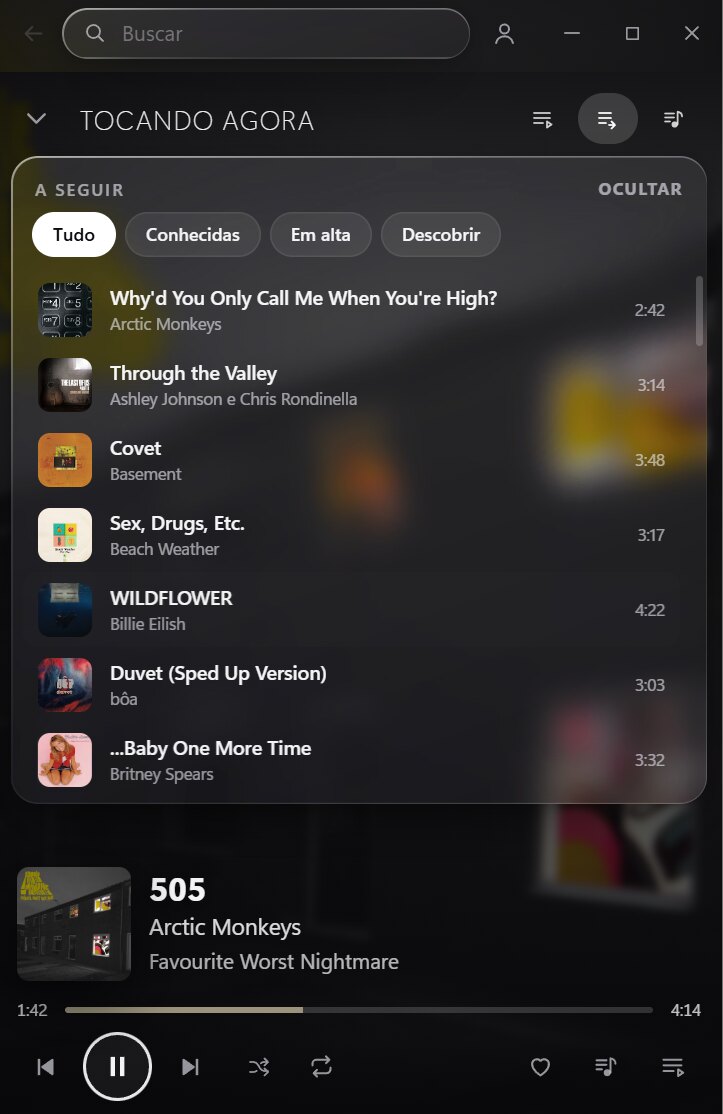 Buscar
TOCANDO AGORA
A SEGUIR
OCULTAR
Tudo
Conhecidas
Em alta
Descobrir
Why'd You Only Call Me When You're High?
2:42
Arctic Monkeys
Through the Valley
3:14
Ashley Johnson e Chris Rondinella
Covet
3:48
Basement
Sex, Drugs, Etc.
3:17
Beach Weather
WILDFLOWER
4:22
Billie Eilish
Duvet (Sped Up Version)
3:03
bôa
...Baby One More Time
3:32
Britney Spears
505
Arctic Monkeys
Favourite Worst Nightmare
1:42
4:14